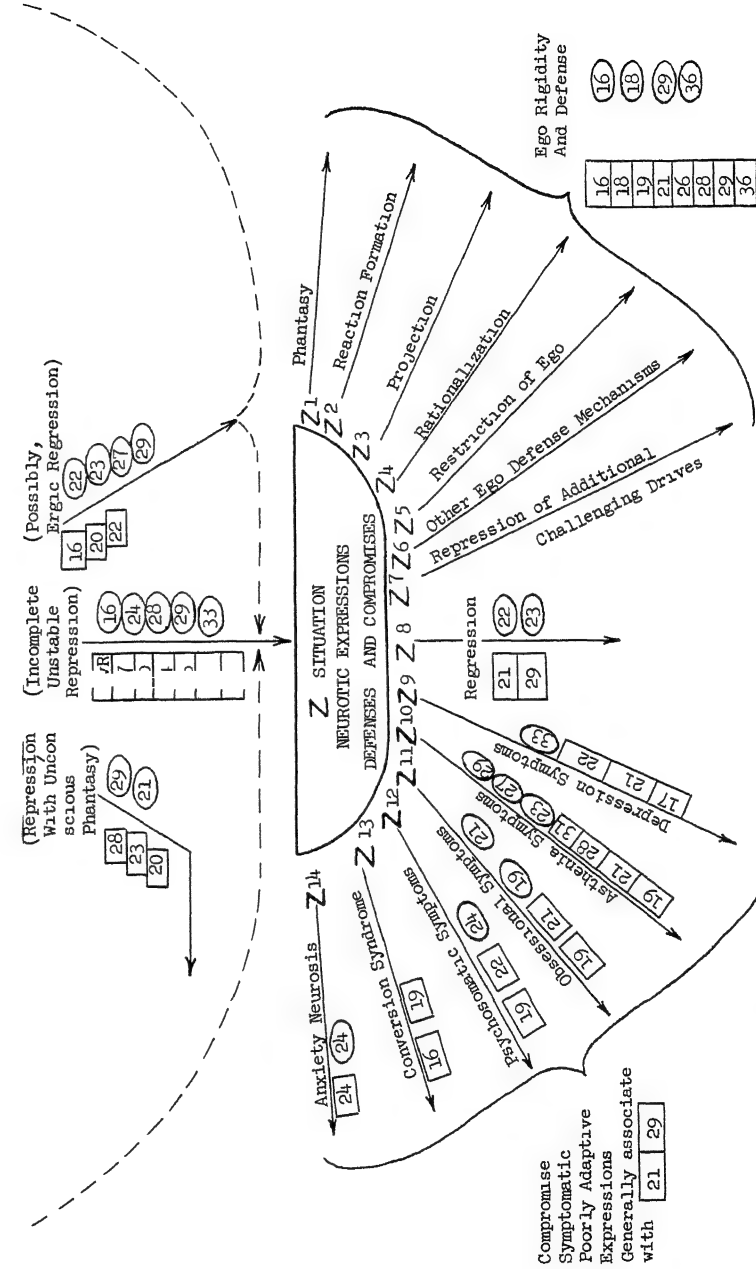 (Repression
With Uncon
scious
Phantasy)
29
21
28
23
20
(Incomplete
Unstable
Repression)
16
24
28
29
33
(Possibly,
Ergic Regression)
22
23
27
29
16
20
22
Z SITUATION
NEUROTIC EXPRESSIONS
DEFENSES AND COMPROMISES
Z1
Phantasy
Z2
Reaction Formation
Z3
Projection
Z4
Rationalization
Z5
Restriction of Ego
Z6
Other Ego Defense Mechanisms
Z7
Repression of Additional
Challenging Drives
Z8
Regression
21
29
22
23
Z9
Depression Symptoms
33
22
21
17
Z10
Asthenia Symptoms
29
27
23
31
28
21
19
Z11
Obsessional Symptoms
21
19
21
19
Z12
Psychosomatic Symptoms
24
22
19
Z13
Conversion Syndrome
16
19
Z14
Anxiety Neurosis
24
24
Ego Rigidity
And Defense
16
18
29
36
16
18
19
21
26
28
29
36
Compromise
Symptomatic
Poorly Adaptive
Expressions
Generally associate
with 21 29